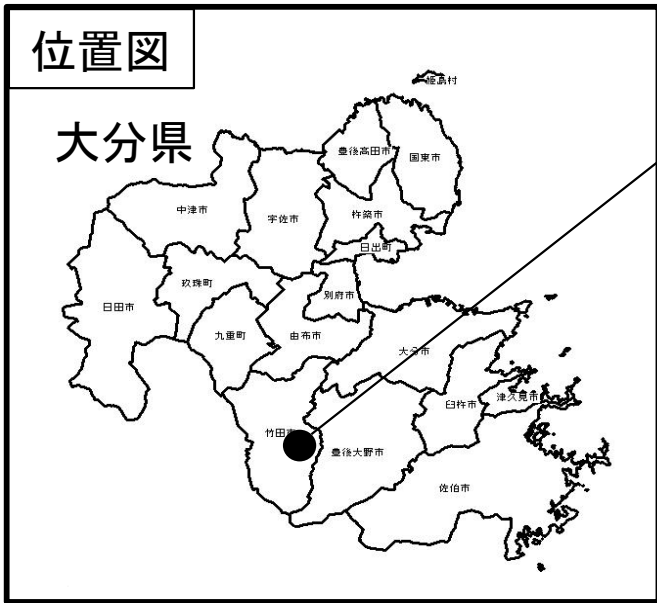 位置図
大分県
姫島村
豊後高田市
国東市
中津市
宇佐市
杵築市
日出町
玖珠町
別府市
日田市
九重町
由布市
大分市
臼杵市
津久見市
竹田市
豊後大野市
佐伯市